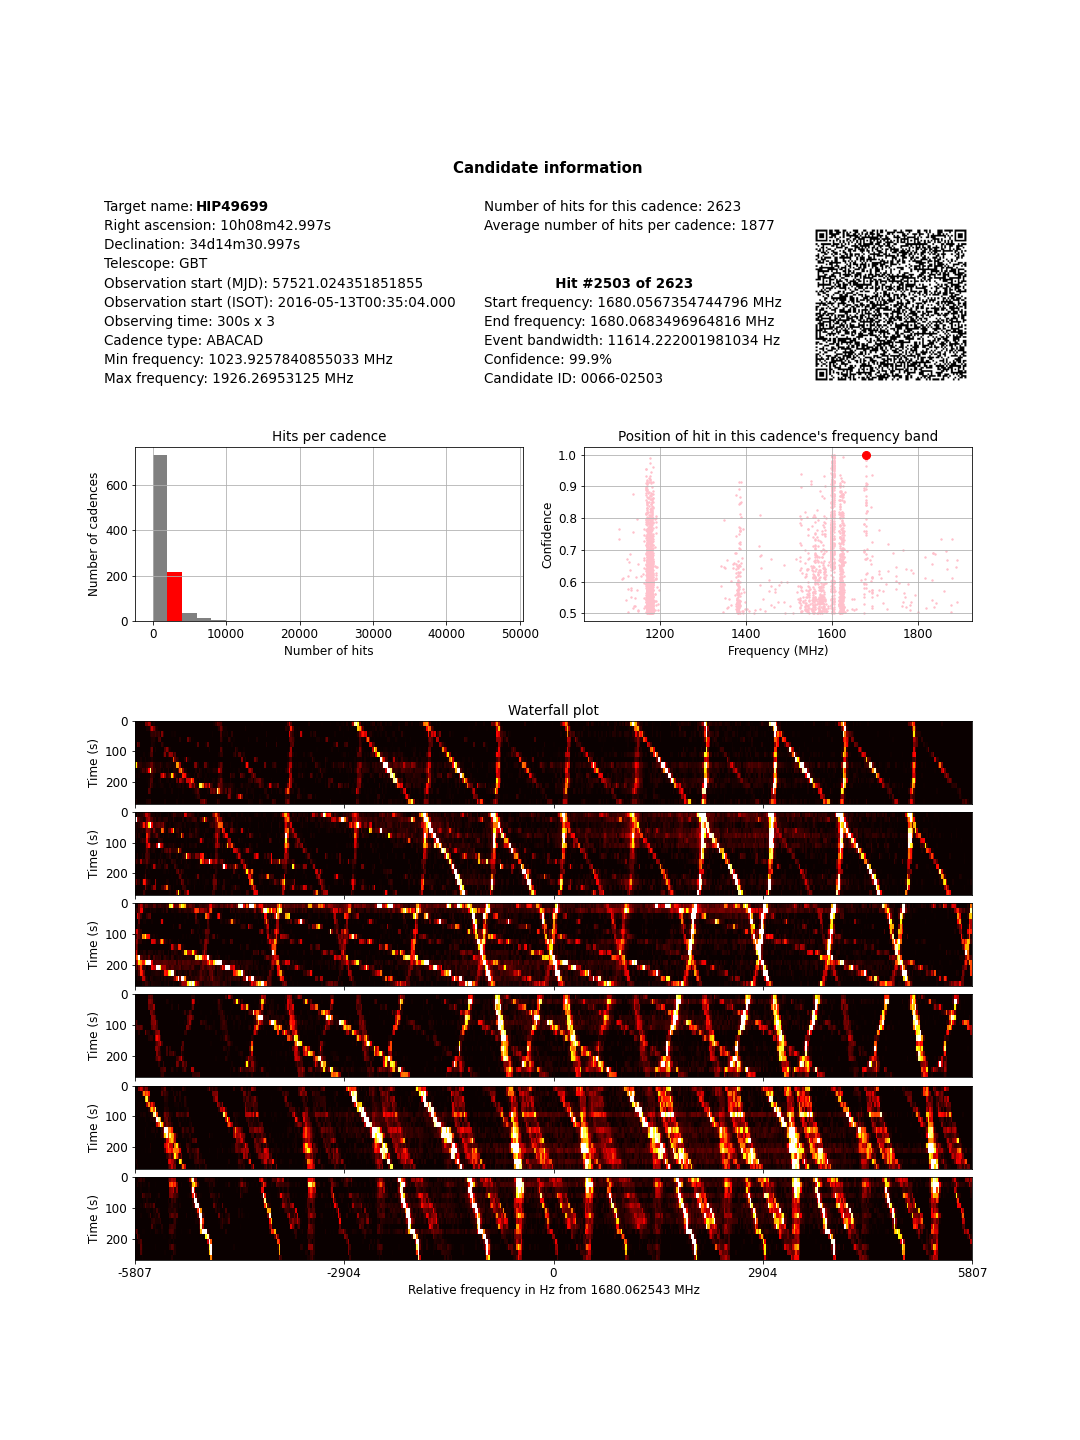 Candidate information
Target name: HIP49699
Right ascension: 10h08m42.997s
Declination: 34d14m30.997s
Telescope: GBT
Observation start (MJD): 57521.024351851855
Observation start (ISOT): 2016-05-13T00:35:04.000
Observing time: 300s x 3
Cadence type: ABACAD
Min frequency: 1023.9257840855033 MHz
Max frequency: 1926.26953125 MHz
Number of hits for this cadence: 2623
Average number of hits per cadence: 1877
Hit #2503 of 2623
Start frequency: 1680.0567354744796 MHz
End frequency: 1680.0683496964816 MHz
Event bandwidth: 11614.222001981034 Hz
Confidence: 99.9%
Candidate ID: 0066-02503
Hits per cadence
Number of cadences
600
400
200
0
0 10000 20000 30000 40000 50000
Number of hits
Position of hit in this cadence's frequency band
Confidence
1.0
0.9
0.8
0.7
0.6
0.5
1200 1400 1600 1800
Frequency (MHz)
Waterfall plot
Time (s)
0
100
200
Time (s)
0
100
200
Time (s)
0
100
200
Time (s)
0
100
200
Time (s)
0
100
200
Time (s)
0
100
200
-5807 -2904 0 2904 5807
Relative frequency in Hz from 1680.062543 MHz